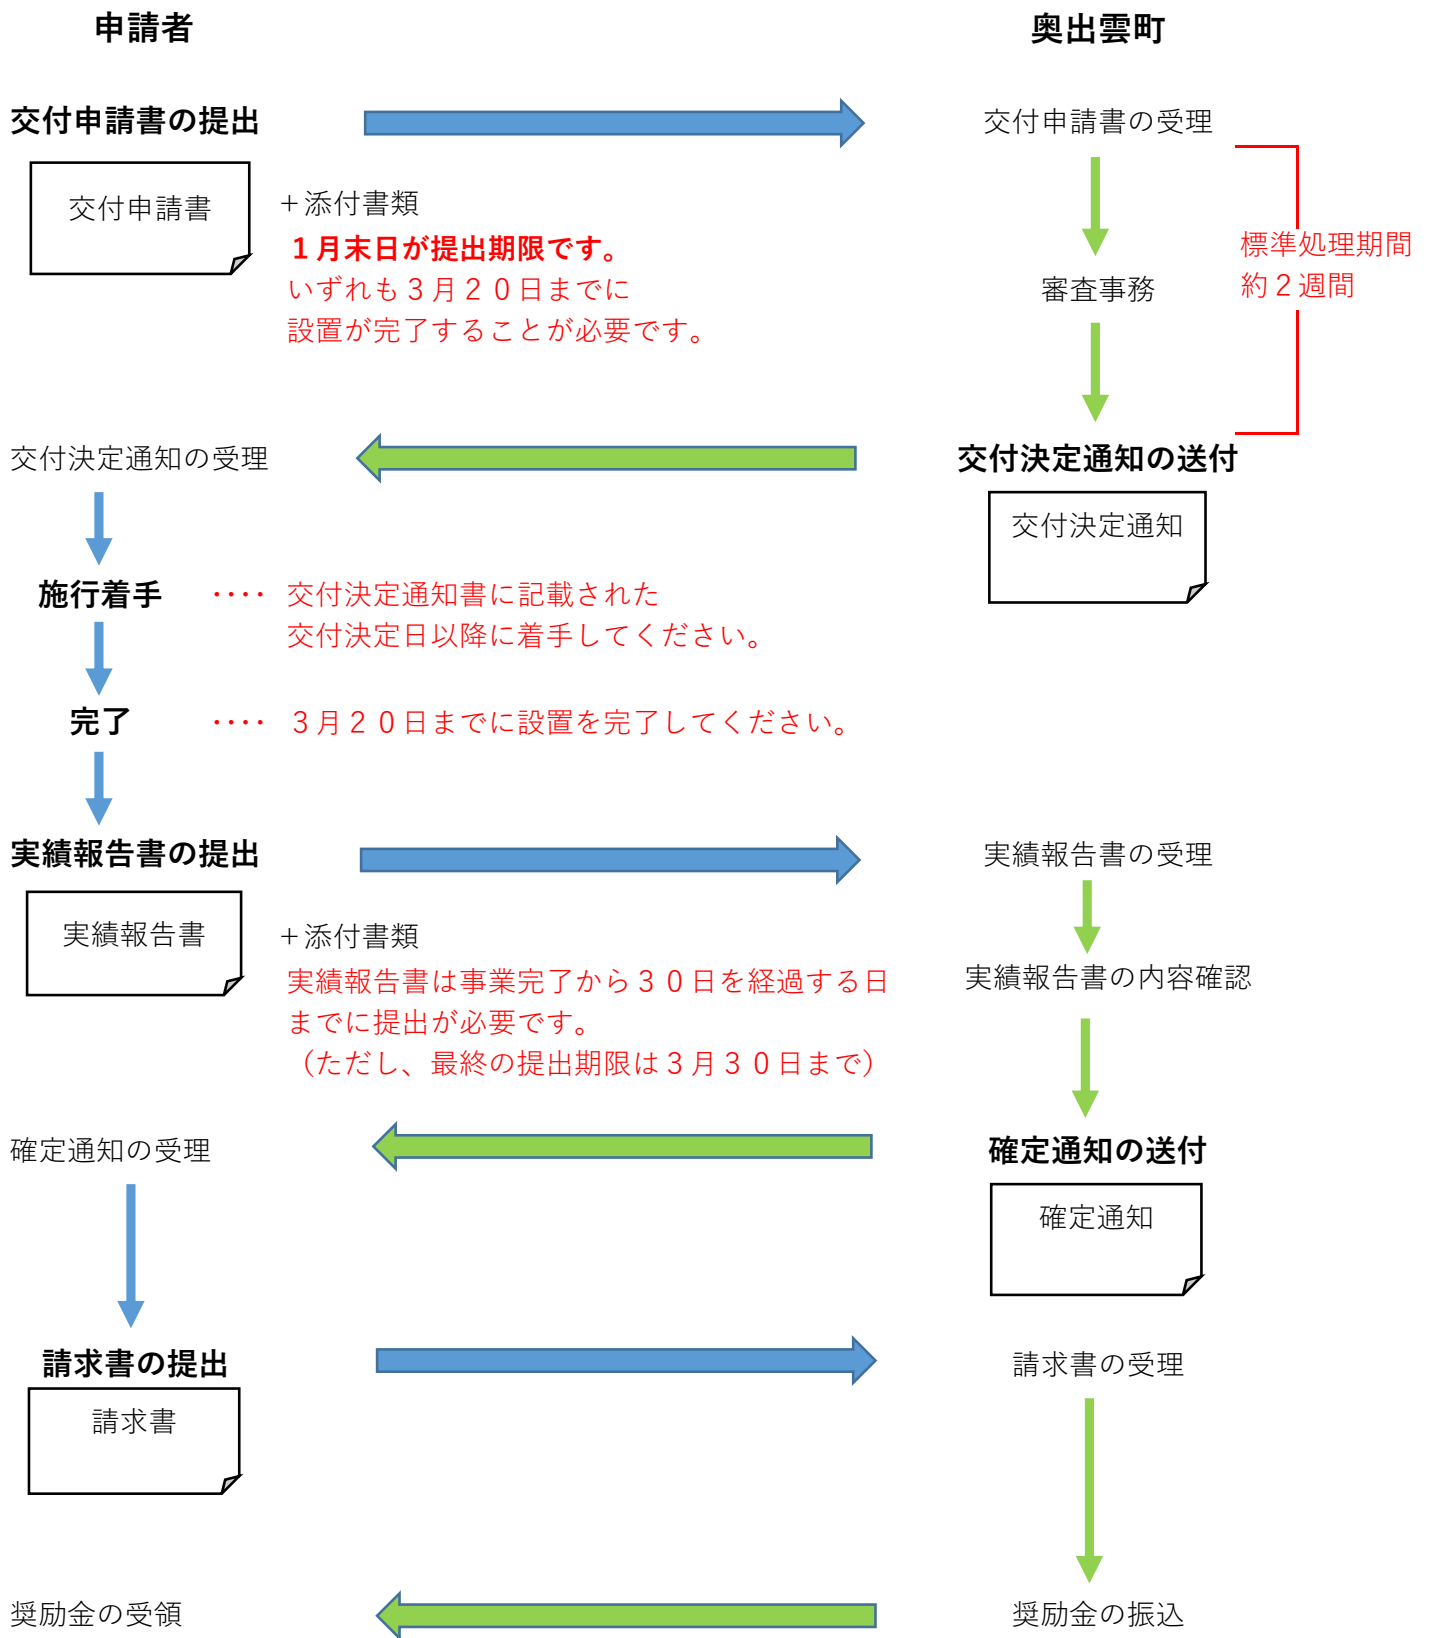 申請者
奥出雲町
交付申請書の提出
交付申請書の受理
交付申請書
＋添付書類
１月末日が提出期限です。
いずれも３月２０日までに
設置が完了することが必要です。
標準処理期間
約２週間
審査事務
交付決定通知の受理
交付決定通知の送付
交付決定通知
施行着手
‥‥
交付決定通知書に記載された
交付決定日以降に着手してください。
完了
‥‥
３月２０日までに設置を完了してください。
実績報告書の提出
実績報告書の受理
実績報告書
＋添付書類
実績報告書は事業完了から３０日を経過する日
までに提出が必要です。
（ただし、最終の提出期限は３月３０日まで）
実績報告書の内容確認
確定通知の受理
確定通知の送付
確定通知
請求書の提出
請求書の受理
請求書
奨励金の受領
奨励金の振込